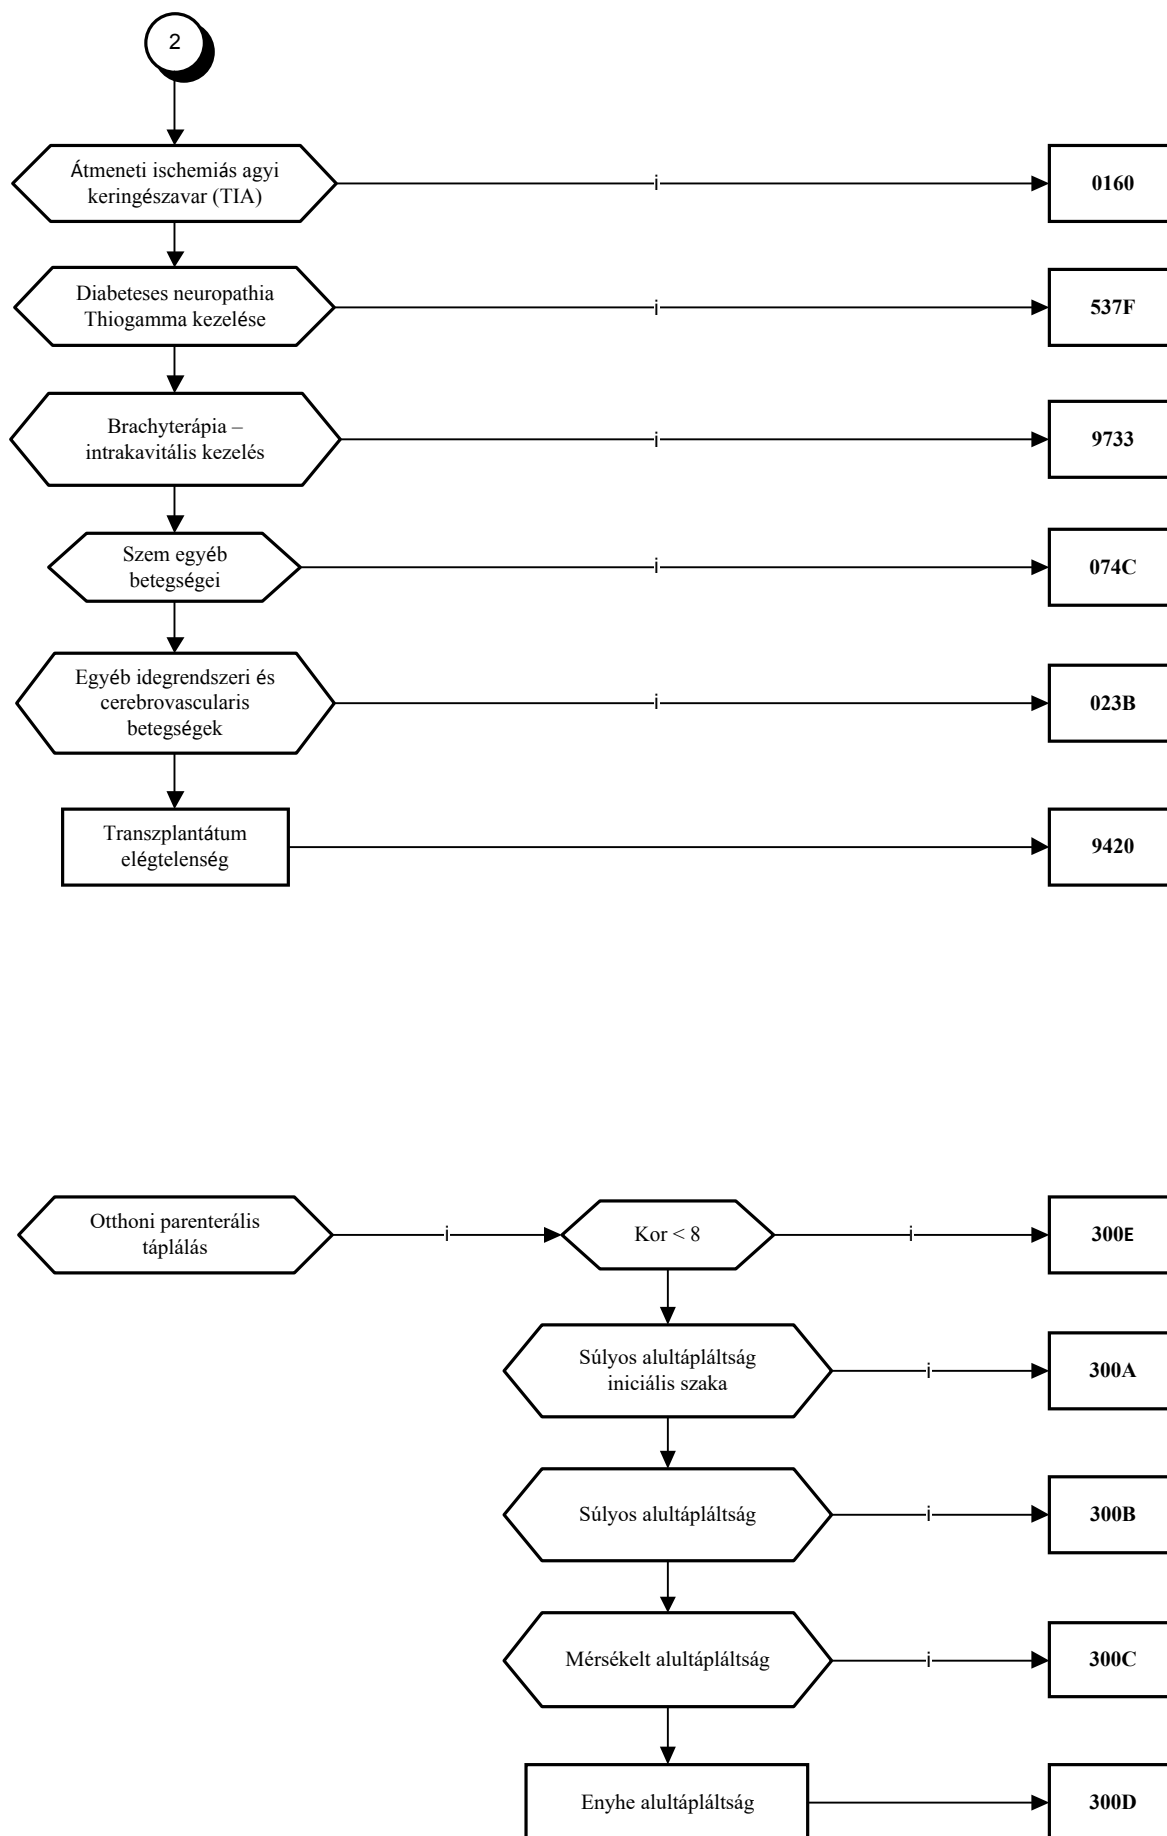 2
Átmeneti ischemiás agyi
keringészavar (TIA)
i
0160
Diabeteses neuropathia
Thiogamma kezelése
i
537F
Brachyterápia –
intrakavitális kezelés
i
9733
Szem egyéb
betegségei
i
074C
Egyéb idegrendszeri és
cerebrovascularis
betegségek
i
023B
Transzplantátum
elégtelenség
9420
Otthoni parenterális
táplálás
i
Kor < 8
i
300E
Súlyos alultápláltság
iniciális szaka
i
300A
Súlyos alultápláltság
i
300B
Mérsékelt alultápláltság
i
300C
Enyhe alultápláltság
300D